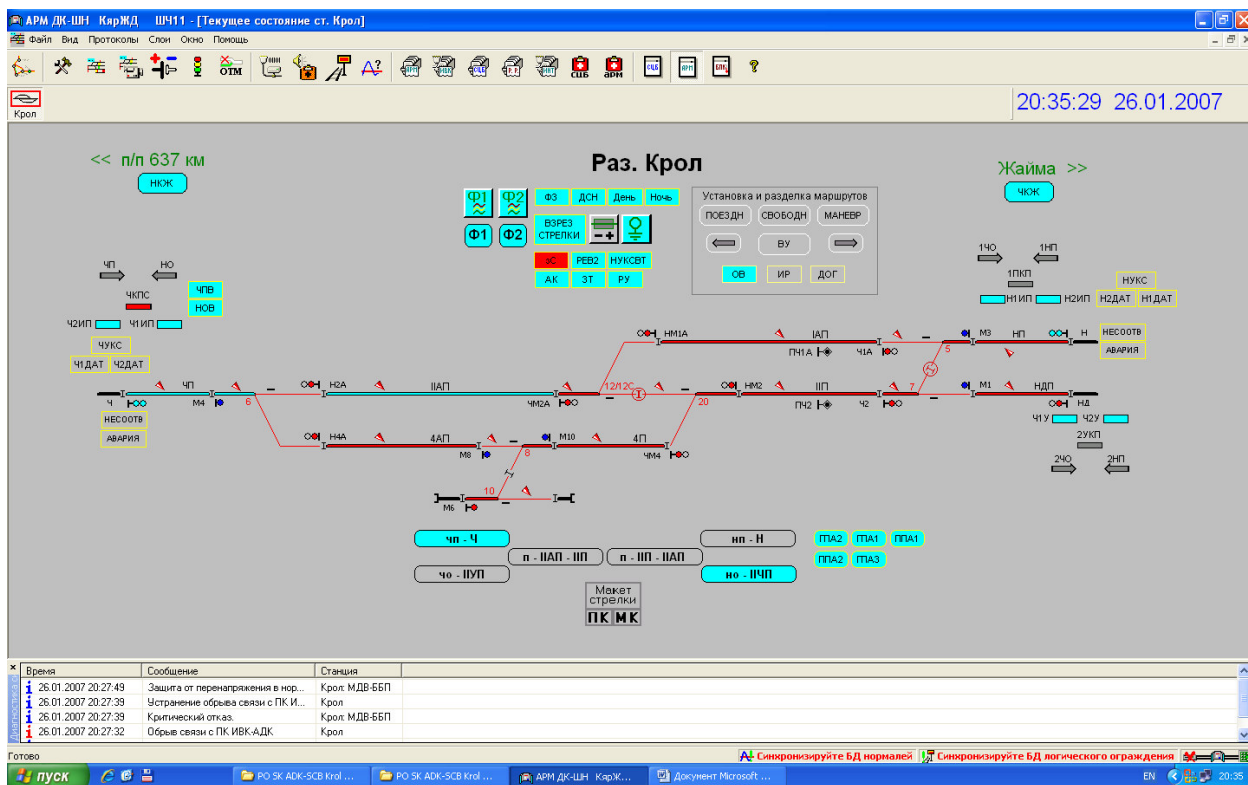 АРМ ДК-ШН КярЖД ШЧ11 - [Текущее состояние ст. Крол]
Файл Вид Протоколы Слои Окно Помощь
ОТМ А? СЦБ АРМ СЦБ АРМ
Крол
20:35:29 26.01.2007
<< п/п 637 км
Раз. Крол
Жайма >>
НКЖ
ЧКЖ
Ф1 Ф2 ФЗ ДСН День Ночь
Установка и разделка маршрутов
ПОЕЗДН СВОБОДН МАНЕВР
ВЗРЕЗ
СТРЕЛКИ
Ф1 Ф2
ВУ
РЕВ2 НУКСВТ
АК ЗТ РУ
ОВ ИР ДОГ
ЧП НО
1ЧО 1НП
1ПКП
ЧКПС
ЧПВ
НОВ
НУКС
Н1ИП Н2ИП Н2ДАТ Н1ДАТ
Ч2ИП Ч1ИП
ЧУКС
Ч1ДАТ Ч2ДАТ
НМ1А IАП М3 НП Н
НЕСООТВ
АВАРИЯ
ПЧ1А Ч1А 5
ЧП Н2А IIАП 12/12С НМ2 IIП М1 НДП
Ч М4 6 ЧМ2А 20 ПЧ2 Ч2 7 НД
НЕСООТВ
АВАРИЯ
Ч1У Ч2У
2УКП
2ЧО 2НП
Н4А 4АП М10 4П
М8 8 ЧМ4
10
М6
чп - Ч нп - Н
ГПА2 ГПА1 ППА1
п - IIАП - IIП п - IIП - IIАП
ППА2 ГПА3
чо - IIУП но - IIЧП
Макет
стрелки
ПК МК
Время Сообщение Станция
26.01.2007 20:27:49 Защита от перенапряжения в нор... Крол: МДВ-ББП
26.01.2007 20:27:39 Устранение обрыва связи с ПК И... Крол
26.01.2007 20:27:39 Критический отказ. Крол: МДВ-ББП
26.01.2007 20:27:32 Обрыв связи с ПК ИВК-АДК Крол
Готово
Синхронизируйте БД нормалей Синхронизируйте БД логического ограждения
пуск PO SK ADK-SCB Krol ... PO SK ADK-SCB Krol ... АРМ ДК-ШН КярЖ... Документ Microsoft ... EN 20:35